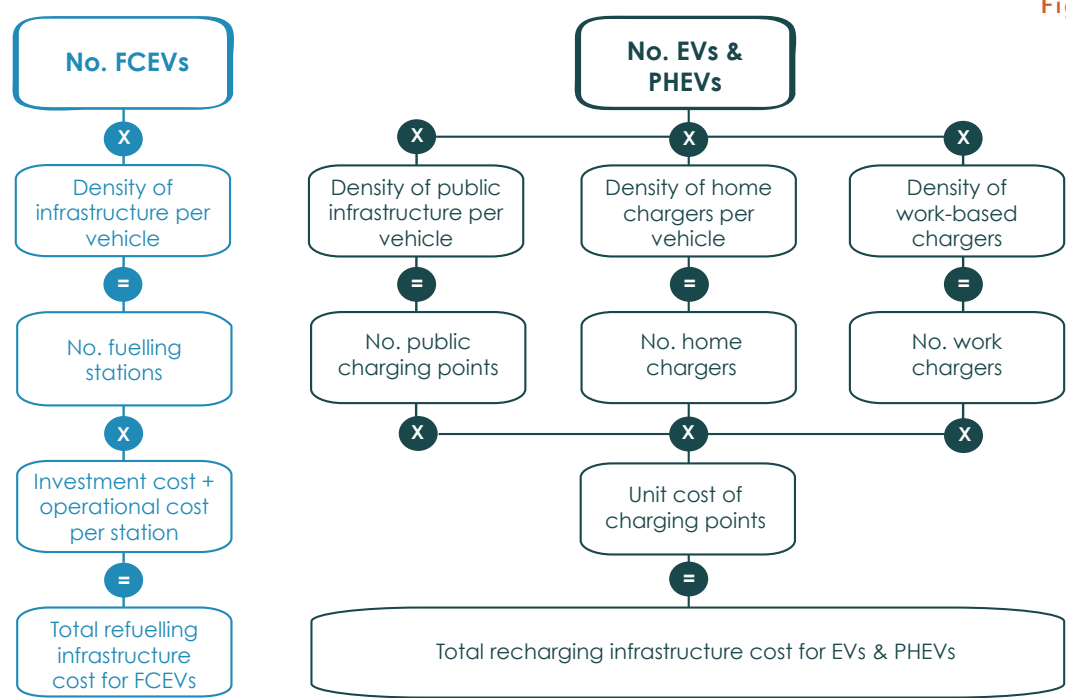 No. FCEVs
X
Density of
infrastructure per
vehicle
=
No. fuelling
stations
X
Investment cost +
operational cost
per station
=
Total refuelling
infrastructure
cost for FCEVs
No. EVs &
PHEVs
X
X
X
Density of public
infrastructure per
vehicle
Density of home
chargers per
vehicle
Density of
work-based
chargers
=
=
=
No. public
charging points
No. home
chargers
No. work
chargers
X
X
X
Unit cost of
charging points
=
Total recharging infrastructure cost for EVs & PHEVs